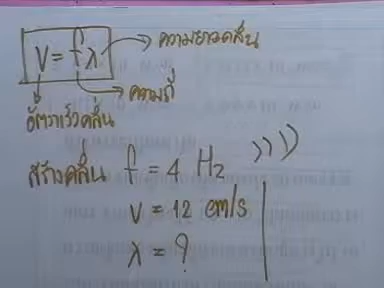 v = fλ → ความยาวคลื่น
ความถี่
อัตราเร็วคลื่น
สร้างคลื่น f = 4 Hz
v = 12 cm/s
λ = ?